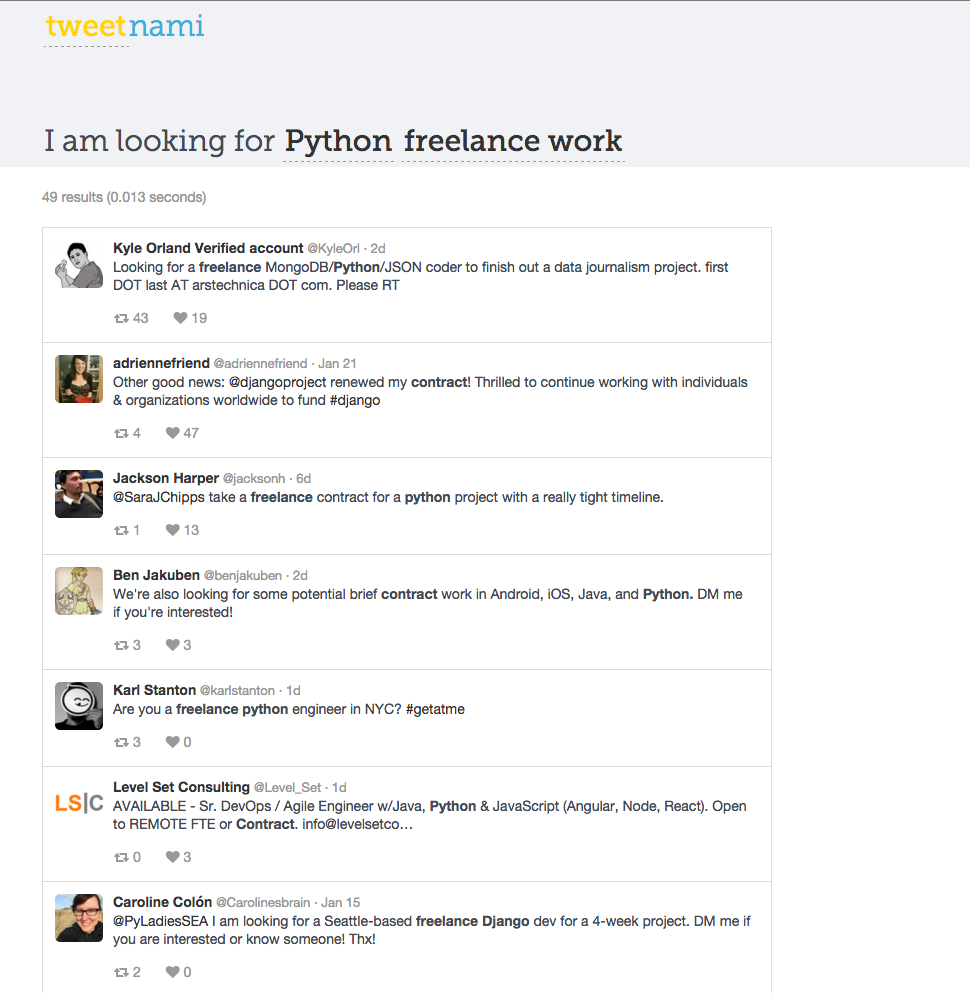 tweetnami
I am looking for Python freelance work
49 results (0.013 seconds)
Kyle Orland Verified account @KyleOrl · 2d
Looking for a freelance MongoDB/Python/JSON coder to finish out a data journalism project. first
DOT last AT arstechnica DOT com. Please RT
43 19
adriennefriend @adriennefriend · Jan 21
Other good news: @djangoproject renewed my contract! Thrilled to continue working with individuals
& organizations worldwide to fund #django
4 47
Jackson Harper @jacksonh · 6d
@SaraJChipps take a freelance contract for a python project with a really tight timeline.
1 13
Ben Jakuben @benjakuben · 2d
We're also looking for some potential brief contract work in Android, iOS, Java, and Python. DM me
if you're interested!
3 3
Karl Stanton @karlstanton · 1d
Are you a freelance python engineer in NYC? #getatme
3 0
LS|C
Level Set Consulting @Level_Set · 1d
AVAILABLE - Sr. DevOps / Agile Engineer w/Java, Python & JavaScript (Angular, Node, React). Open
to REMOTE FTE or Contract. info@levelsetco…
0 3
Caroline Colón @Carolinesbrain · Jan 15
@PyLadiesSEA I am looking for a Seattle-based freelance Django dev for a 4-week project. DM me if
you are interested or know someone! Thx!
2 0